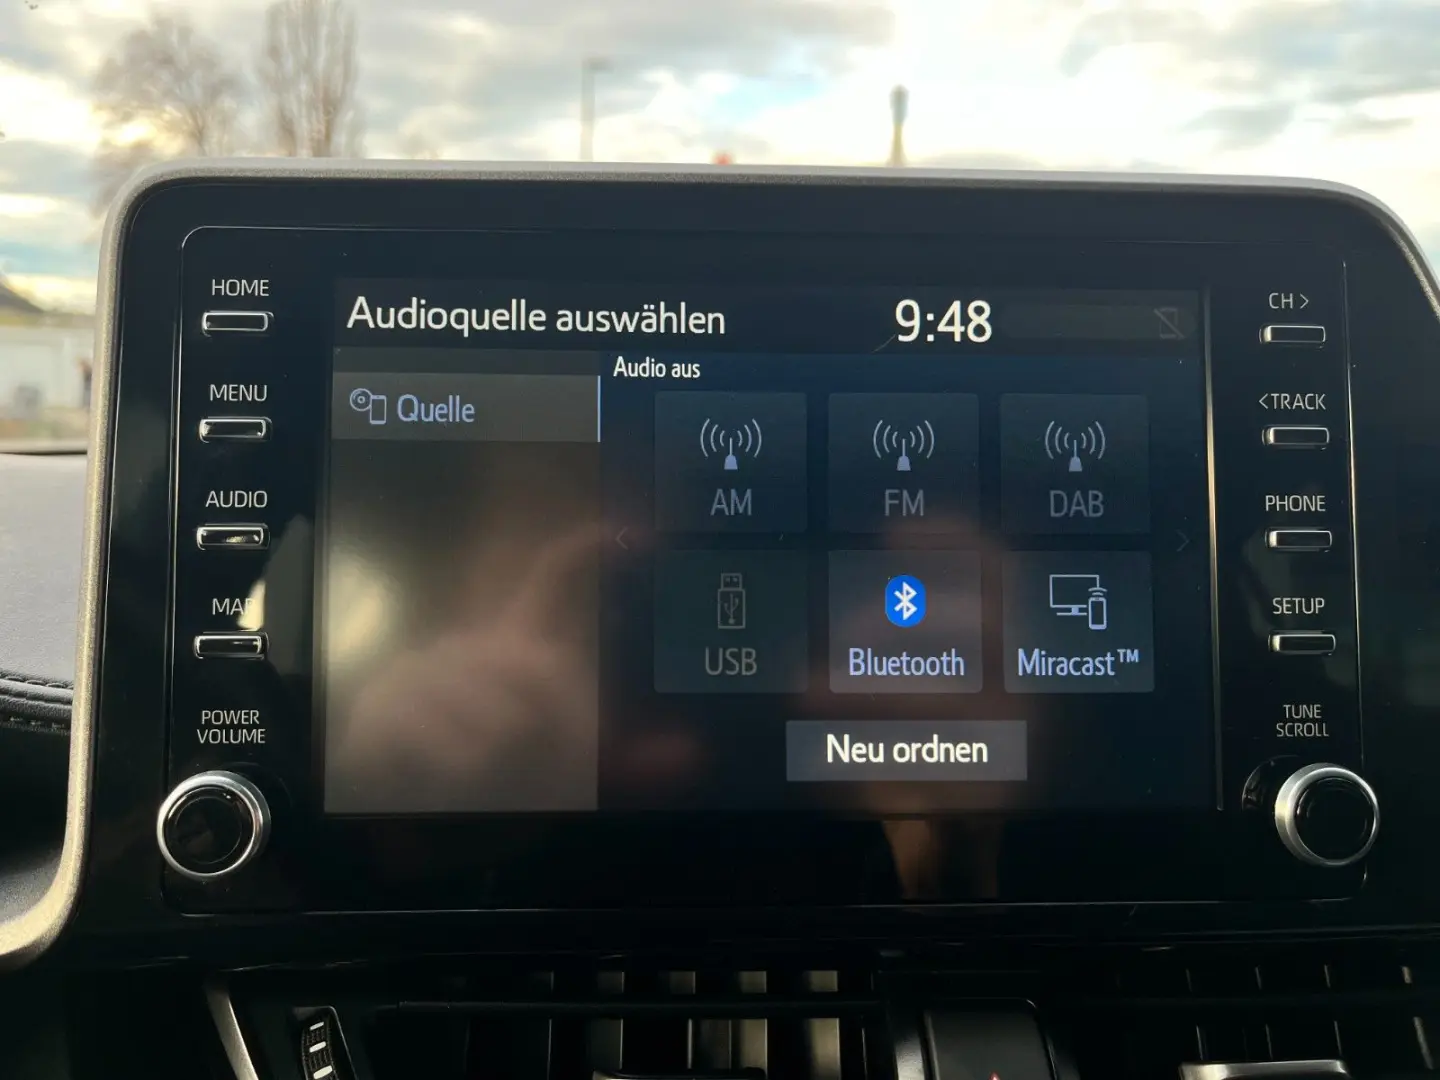 HOME
MENU
AUDIO
MAP
POWER
VOLUME
Audioquelle auswählen
9:48
Quelle
Audio aus
AM
FM
DAB
USB
Bluetooth
Miracast™
Neu ordnen
CH >
< TRACK
PHONE
SETUP
TUNE
SCROLL